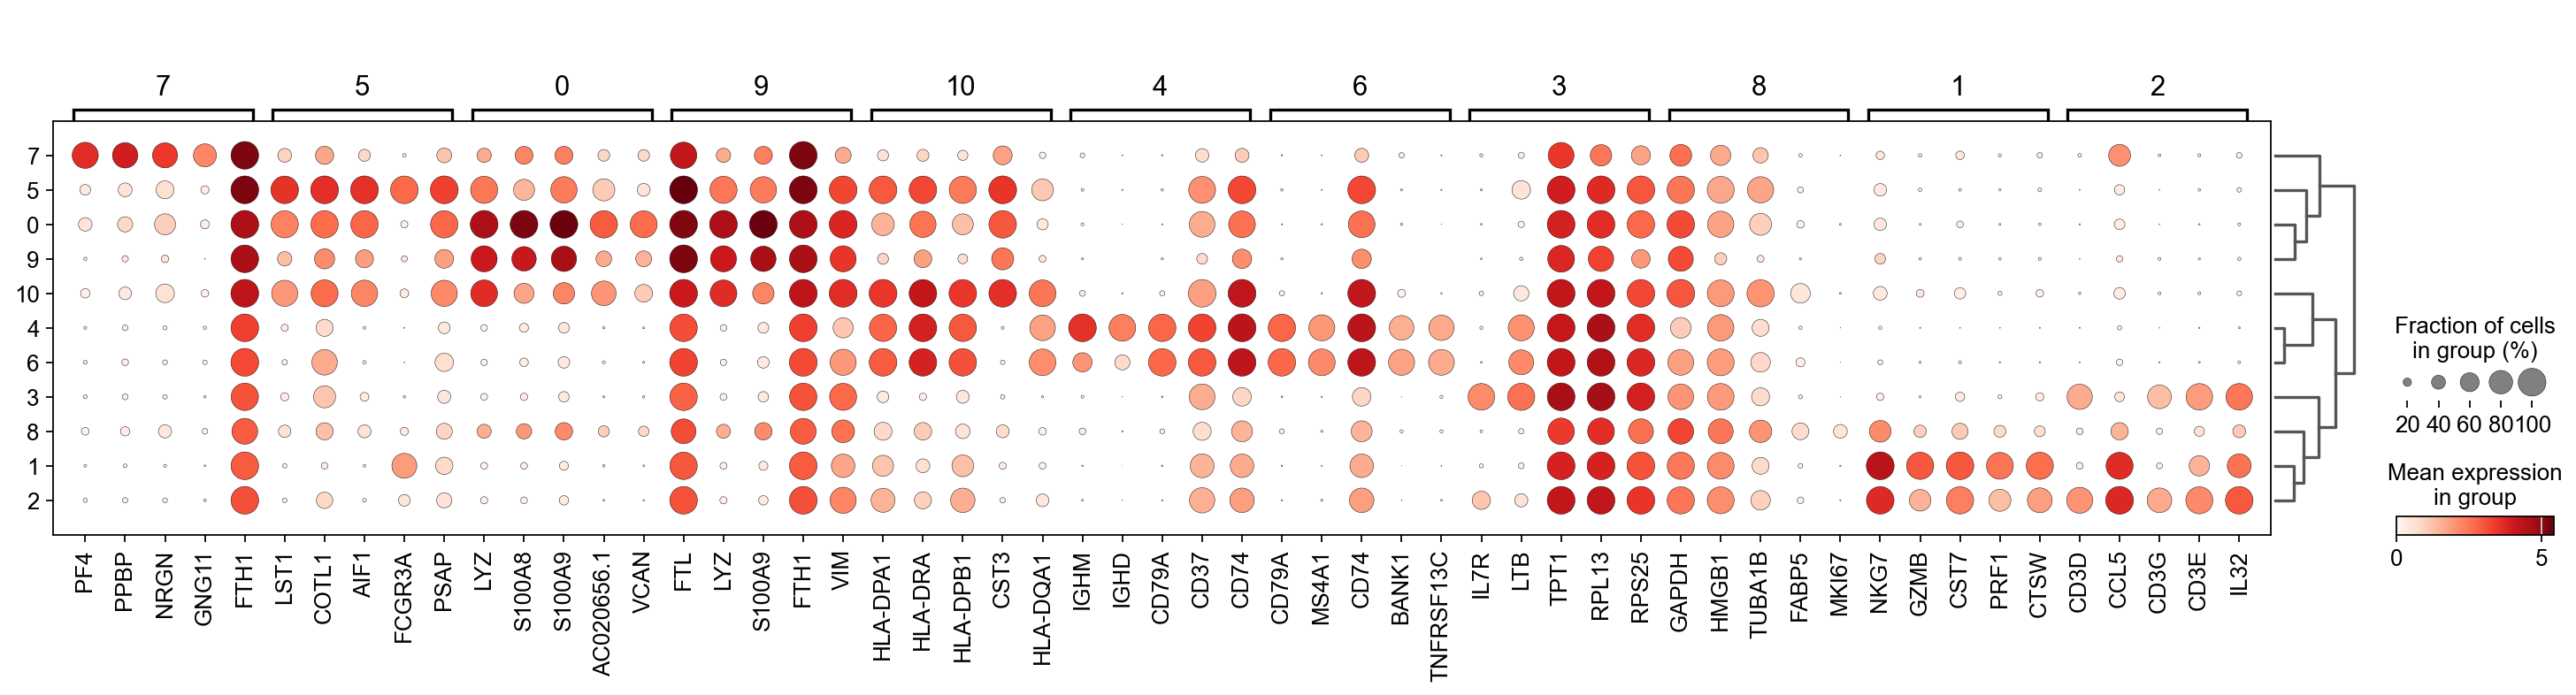 7 5 0 9 10 4 6 3 8 1 2
7
5
0
9
10
4
6
3
8
1
2
PF4 PPBP NRGN GNG11 FTH1 LST1 COTL1 AIF1 FCGR3A PSAP LYZ S100A8 S100A9 AC020656.1 VCAN FTL LYZ S100A9 FTH1 VIM HLA-DPA1 HLA-DRA HLA-DPB1 CST3 HLA-DQA1 IGHM IGHD CD79A CD37 CD74 CD79A MS4A1 CD74 BANK1 TNFRSF13C IL7R LTB TPT1 RPL13 RPS25 GAPDH HMGB1 TUBA1B FABP5 MKI67 NKG7 GZMB CST7 PRF1 CTSW CD3D CCL5 CD3G CD3E IL32
Fraction of cells
in group (%)
20 40 60 80 100
Mean expression
in group
0 5